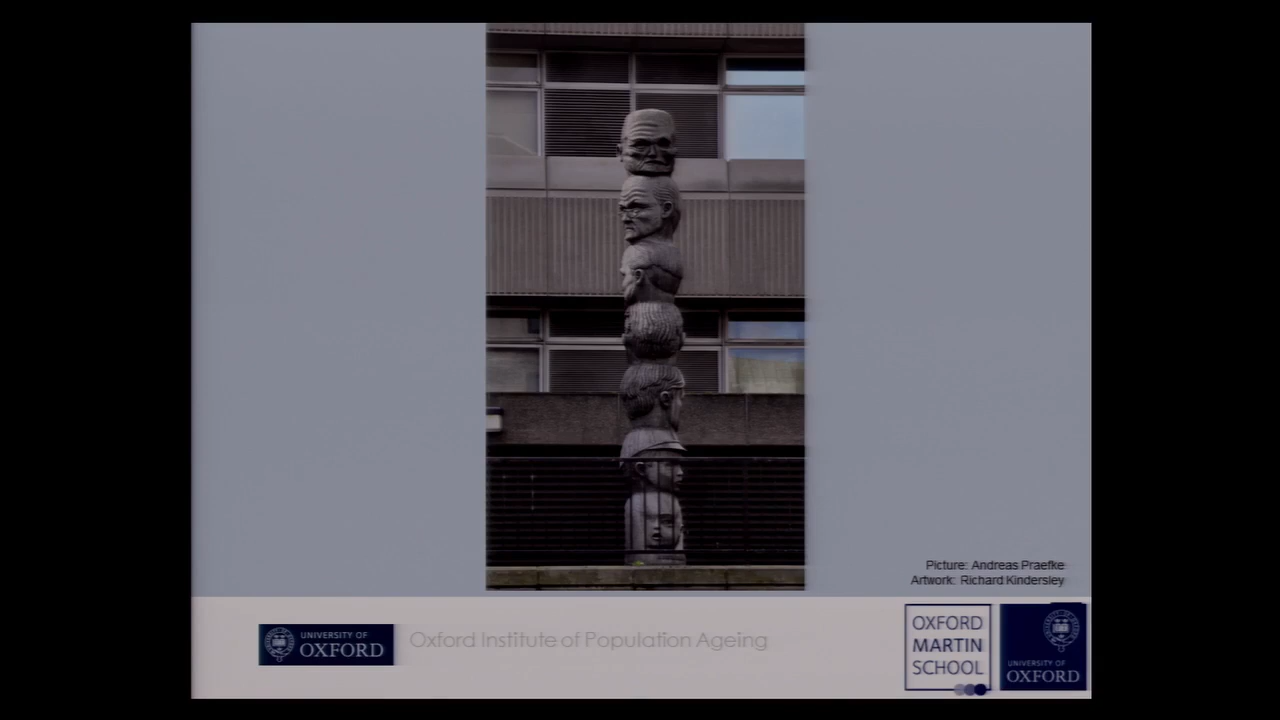 Picture: Andreas Praefke
Artwork: Richard Kindersley
UNIVERSITY OF
OXFORD
Oxford Institute of Population Ageing
OXFORD
MARTIN
SCHOOL
UNIVERSITY OF
OXFORD